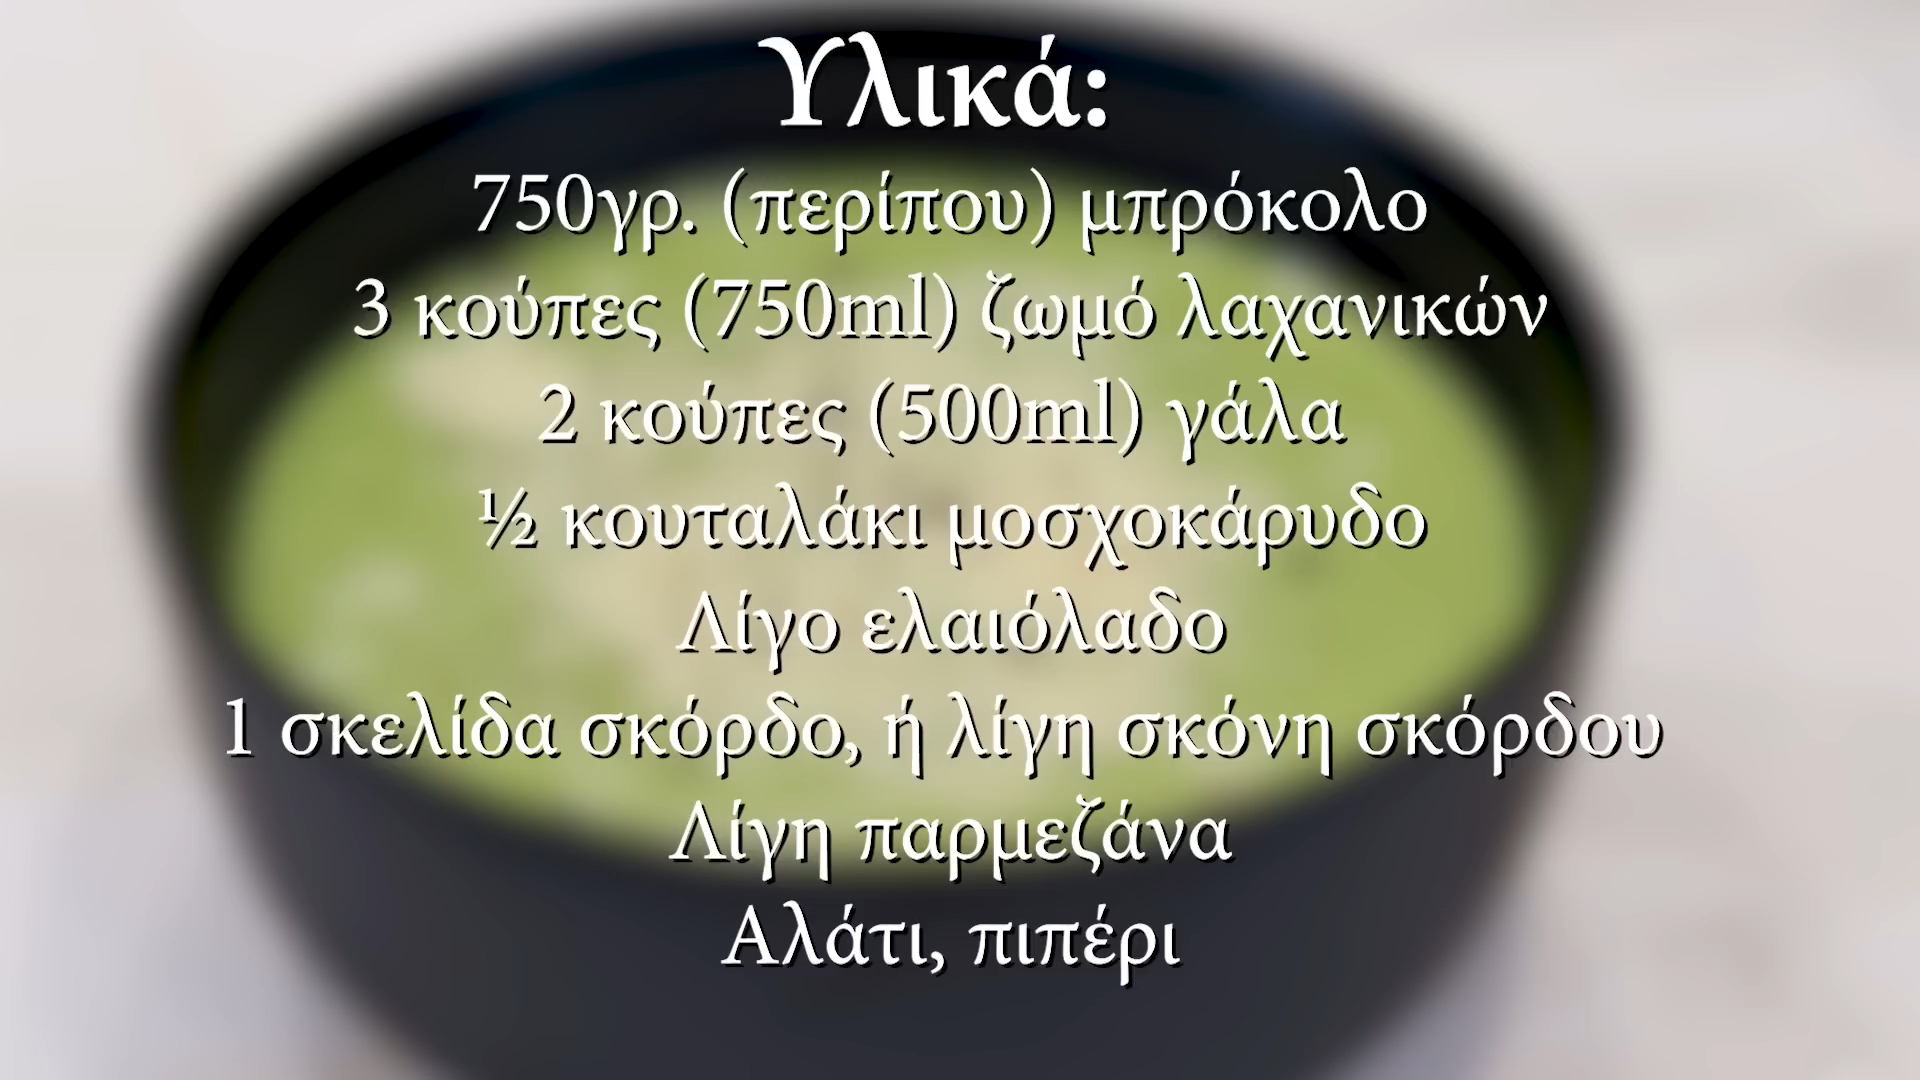 Υλικά:
750γρ. (περίπου) μπρόκολο
3 κούπες (750ml) ζωμό λαχανικών
2 κούπες (500ml) γάλα
½ κουταλάκι μοσχοκάρυδο
Λίγο ελαιόλαδο
1 σκελίδα σκόρδο, ή λίγη σκόνη σκόρδου
Λίγη παρμεζάνα
Αλάτι, πιπέρι